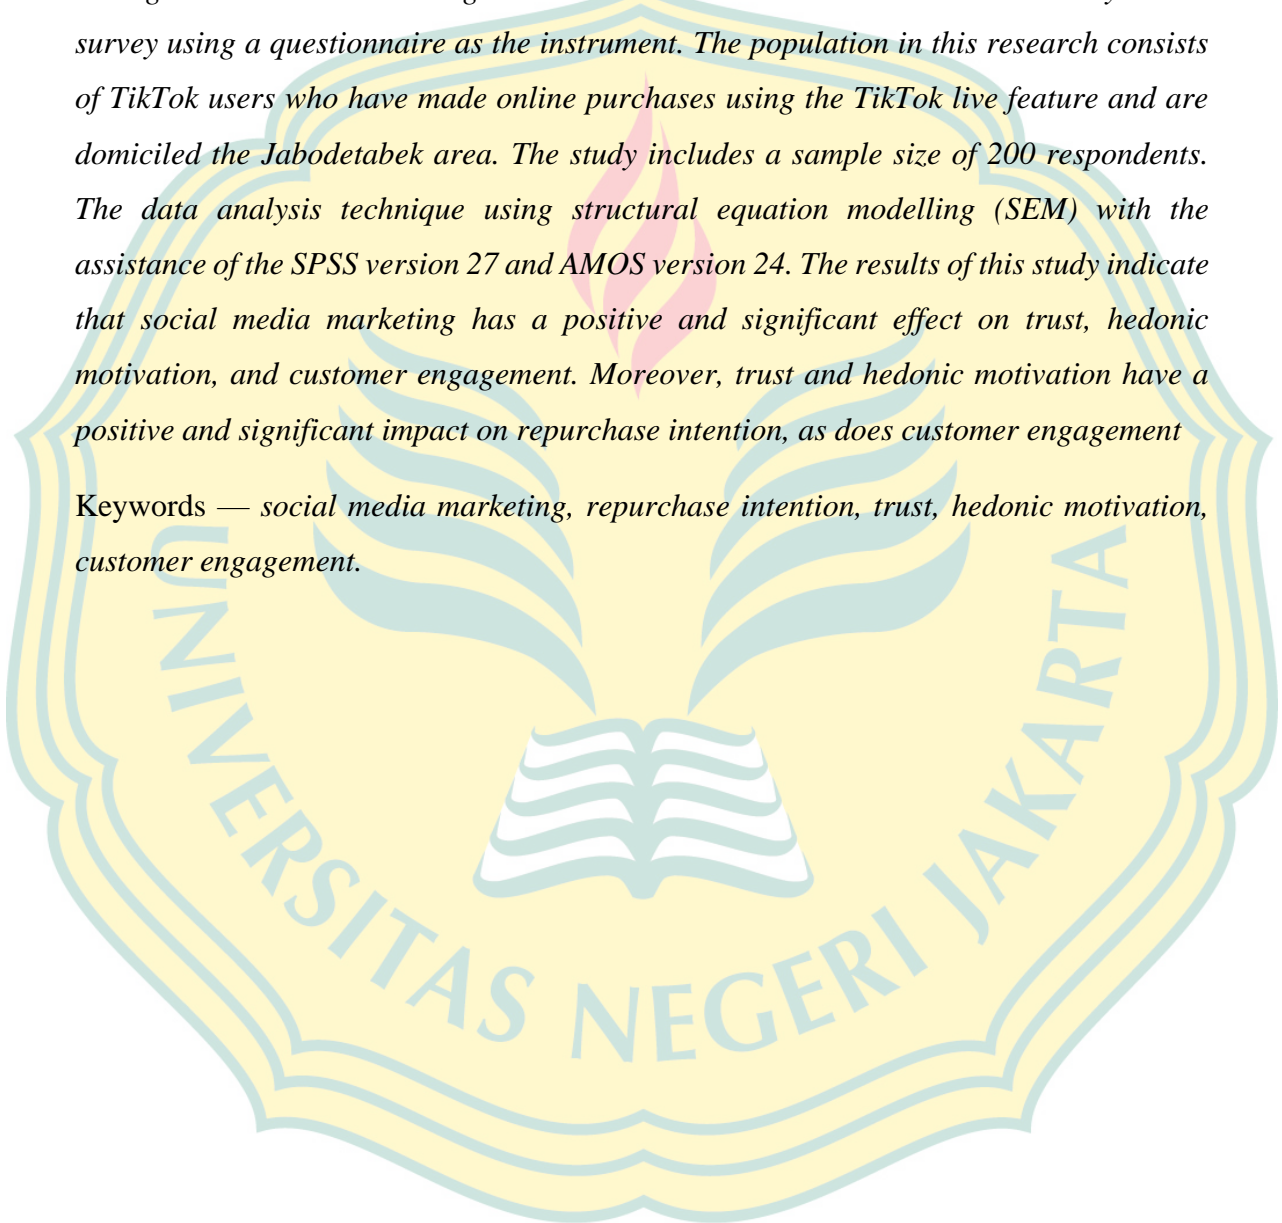 survey using a questionnaire as the instrument. The population in this research consists
of TikTok users who have made online purchases using the TikTok live feature and are
domiciled the Jabodetabek area. The study includes a sample size of 200 respondents.
The data analysis technique using structural equation modelling (SEM) with the
assistance of the SPSS version 27 and AMOS version 24. The results of this study indicate
that social media marketing has a positive and significant effect on trust, hedonic
motivation, and customer engagement. Moreover, trust and hedonic motivation have a
positive and significant impact on repurchase intention, as does customer engagement
Keywords — social media marketing, repurchase intention, trust, hedonic motivation,
customer engagement.
UNIVERSITAS NEGERI JAKARTA